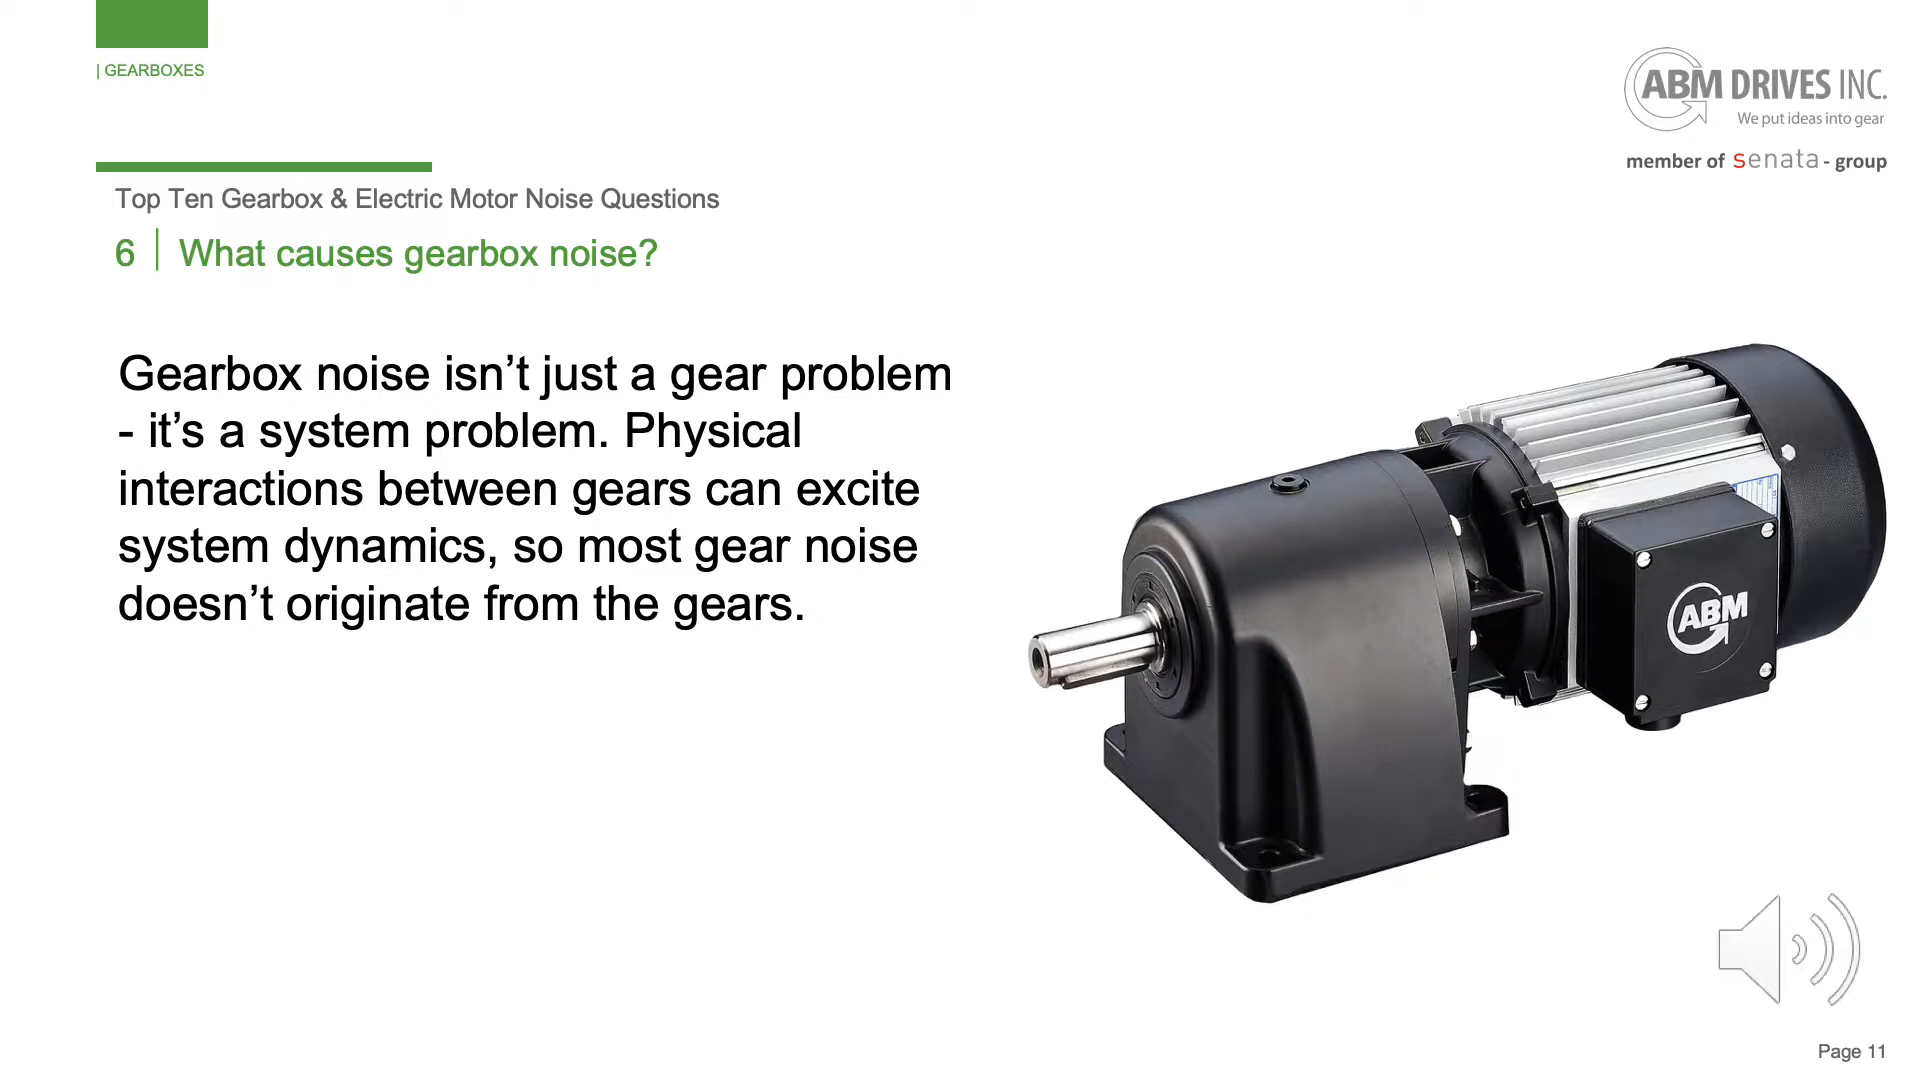 | GEARBOXES
ABM DRIVES INC.
We put ideas into gear
member of senata - group
Top Ten Gearbox & Electric Motor Noise Questions
6 | What causes gearbox noise?
Gearbox noise isn’t just a gear problem
- it’s a system problem. Physical
interactions between gears can excite
system dynamics, so most gear noise
doesn’t originate from the gears.
ABM
Page 11